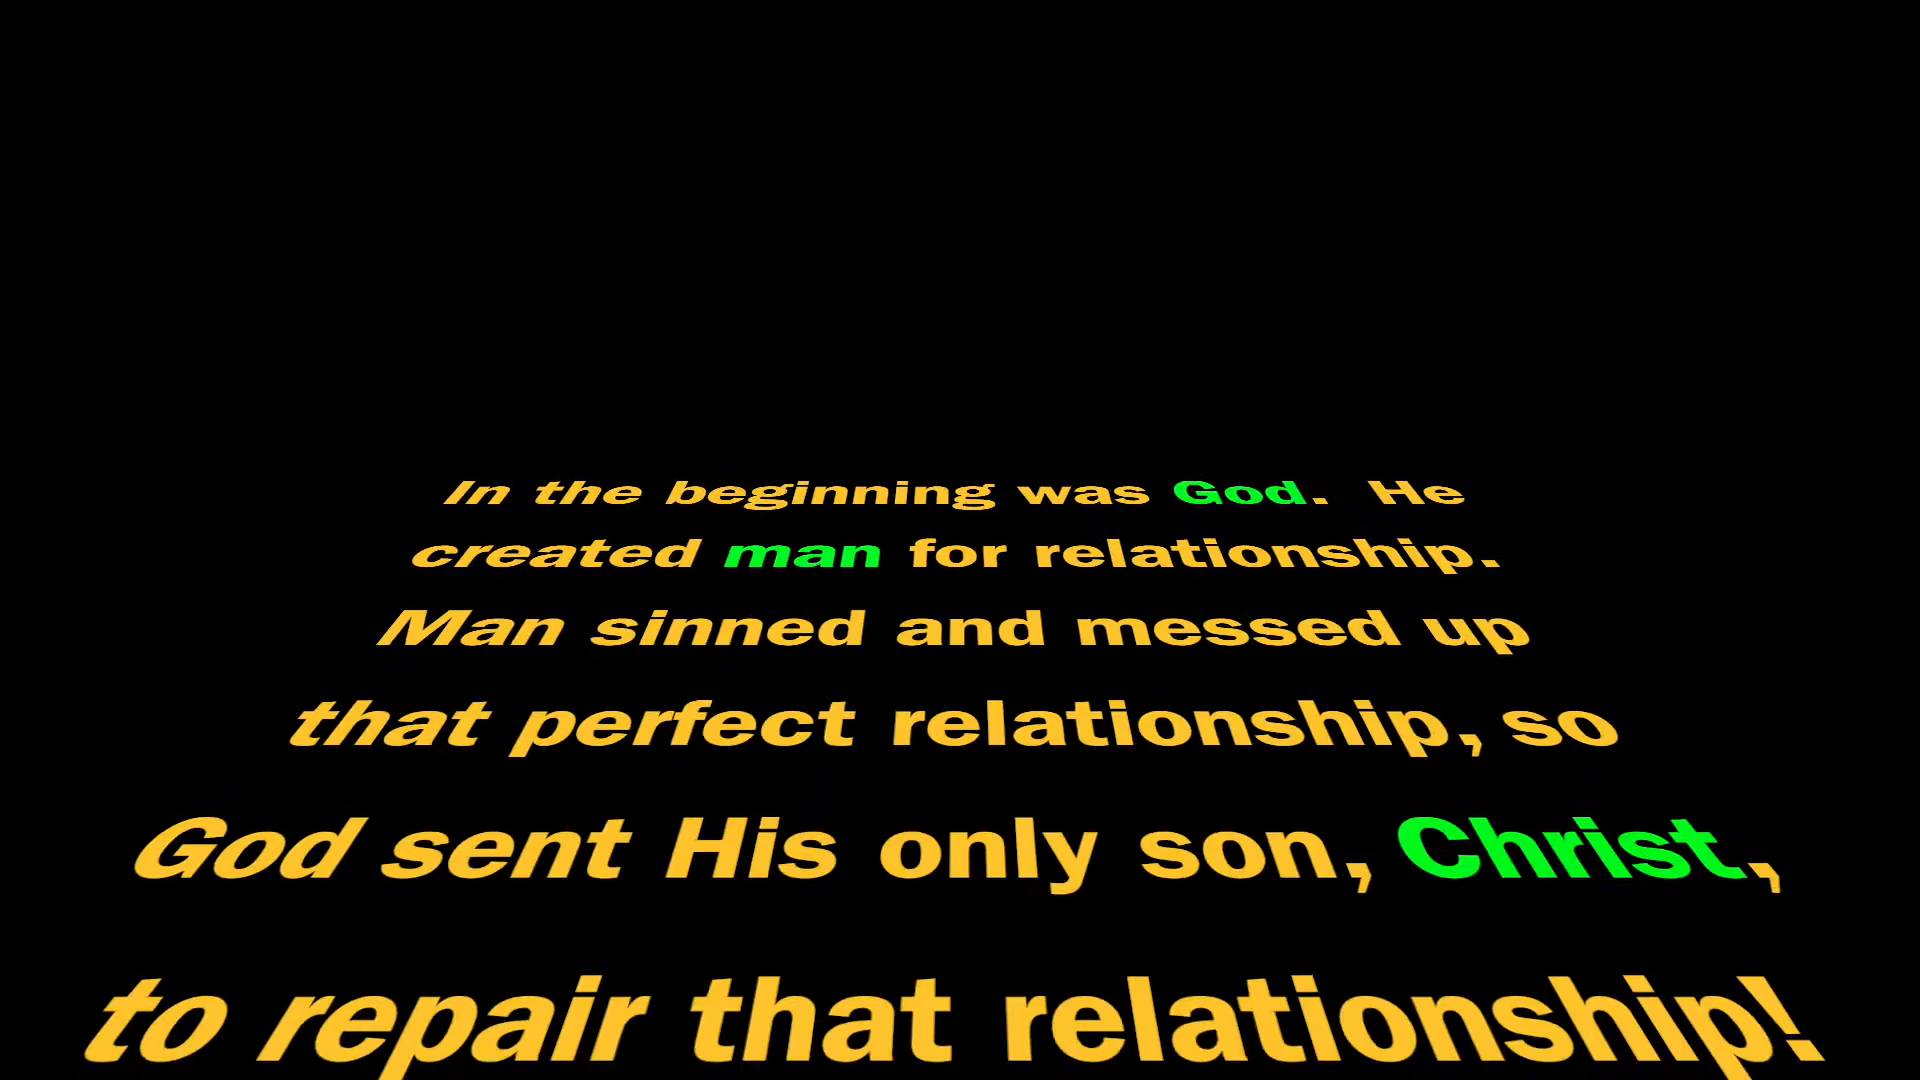 In the beginning was God.  He
created man for relationship.
Man sinned and messed up
that perfect relationship, so
God sent His only son, Christ,
to repair that relationship!